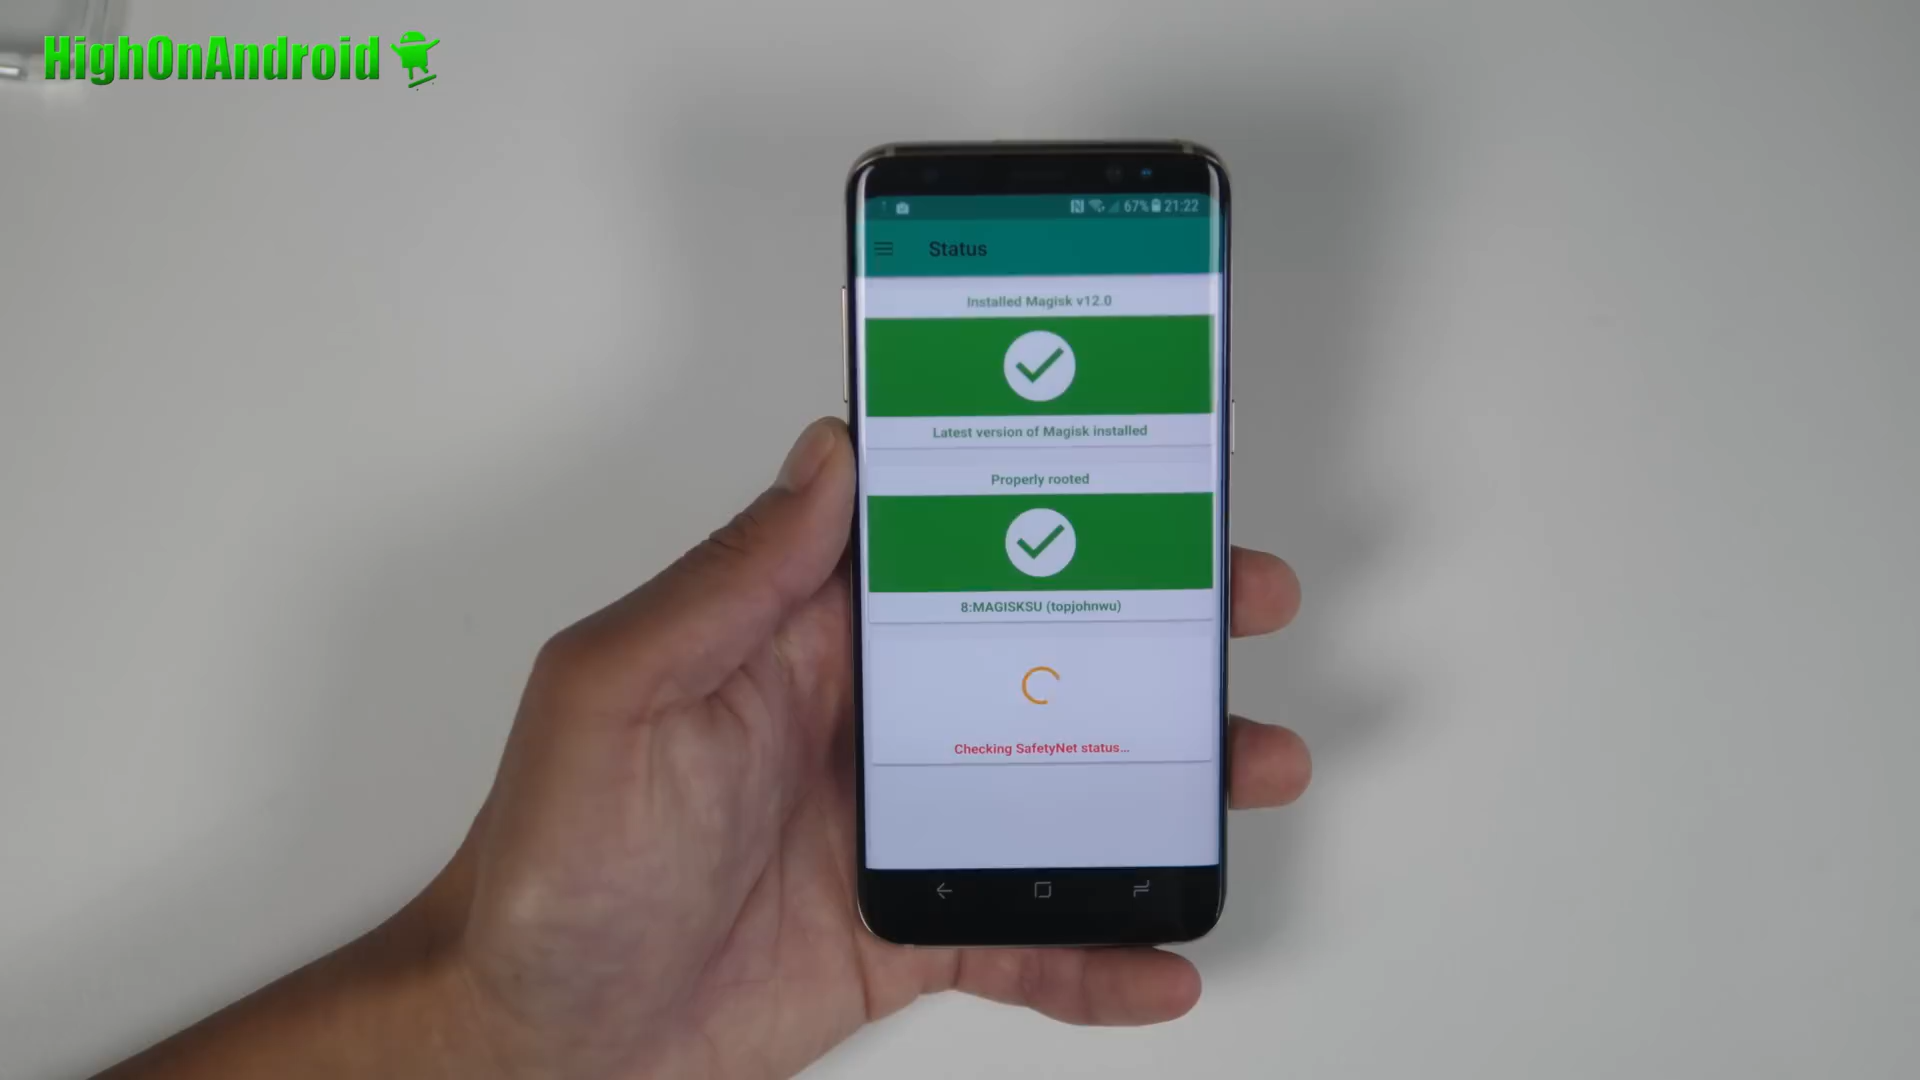 HighOnAndroid
67% 21:22
Status
Installed Magisk v12.0
Latest version of Magisk installed
Properly rooted
8:MAGISKSU (topjohnwu)
Checking SafetyNet status...